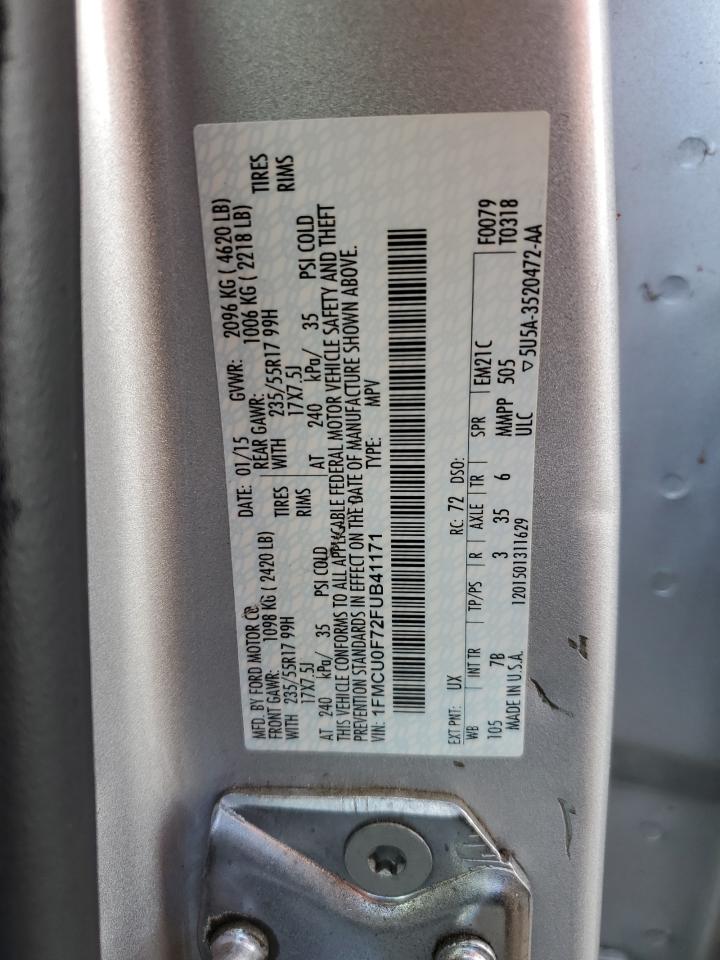 MFD. BY FORD MOTOR CO. DATE: 01/15 GVWR: 2096 KG ( 4620 LB)
FRONT GAWR: 1098 KG ( 2420 LB) REAR GAWR: 1006 KG ( 2218 LB)
WITH 235/55R17 99H TIRES WITH 235/55R17 99H TIRES
17X7.5J RIMS 17X7.5J RIMS
AT 240 kPa/ 35 PSI COLD AT 240 kPa/ 35 PSI COLD
THIS VEHICLE CONFORMS TO ALL APPLICABLE FEDERAL MOTOR VEHICLE SAFETY AND THEFT
PREVENTION STANDARDS IN EFFECT ON THE DATE OF MANUFACTURE SHOWN ABOVE.
VIN: 1FMCU0F72FUB41171 TYPE: MPV
EXT PNT: UX RC: 72 DSO: F0079
WB INT TR TP/PS R AXLE TR SPR EM21C T0318
105 7B 3 35 6 MMPP 505
MADE IN U.S.A. 1201501311629 ULC ▽5U5A-3520472-AA